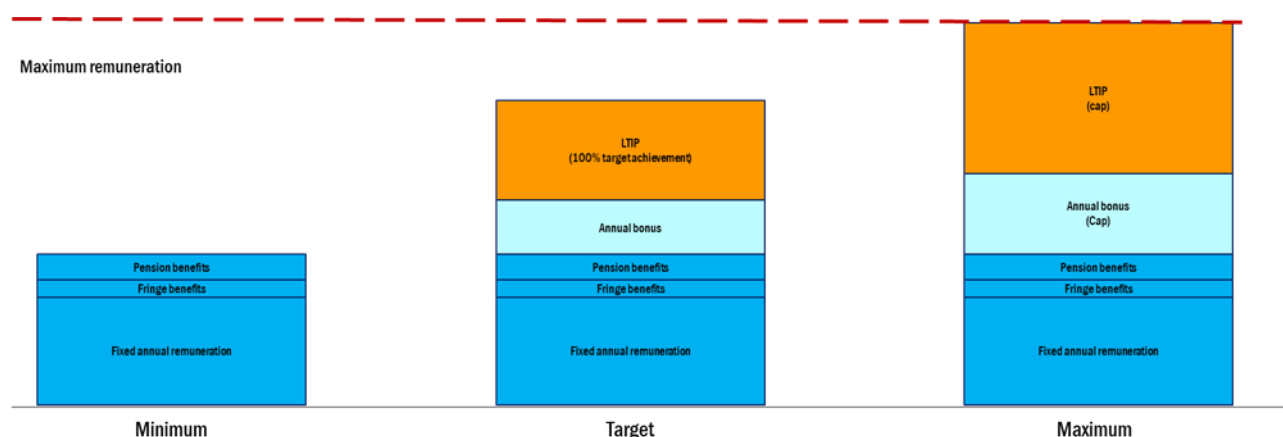 Maximum remuneration
LTIP
(cap)
LTIP
(100% target achievement)
Annual bonus
(Cap)
Annual bonus
Pension benefits
Pension benefits
Pension benefits
Fringe benefits
Fringe benefits
Fringe benefits
Fixed annual remuneration
Fixed annual remuneration
Fixed annual remuneration
Minimum
Target
Maximum